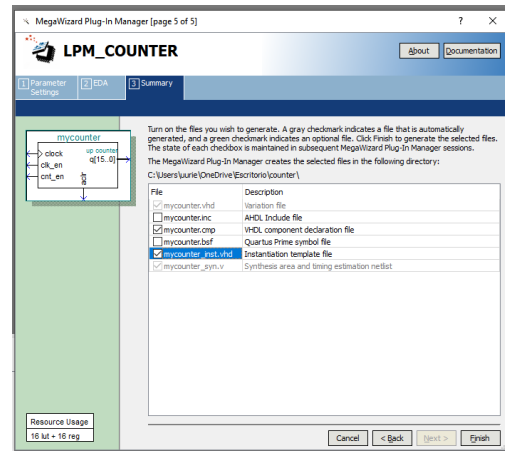 MegaWizard Plug-In Manager [page 5 of 5]
? X
LPM_COUNTER
About
Documentation
1 Parameter Settings
2 EDA
3 Summary
mycounter
up counter
clock
q[15..0]
clk_en
cnt_en
aclr
Turn on the files you wish to generate. A gray checkmark indicates a file that is automatically
generated, and a green checkmark indicates an optional file. Click Finish to generate the selected files.
The state of each checkbox is maintained in subsequent MegaWizard Plug-In Manager sessions.
The MegaWizard Plug-In Manager creates the selected files in the following directory:
C:\Users\uurie\OneDrive\Escritorio\counter\
File Description
mycounter.vhd Variation file
mycounter.inc AHDL Include file
mycounter.cmp VHDL component declaration file
mycounter.bsf Quartus Prime symbol file
mycounter_inst.vhd Instantiation template file
mycounter_syn.v Synthesis area and timing estimation netlist
Resource Usage
16 lut + 16 reg
Cancel
< Back
Next >
Finish